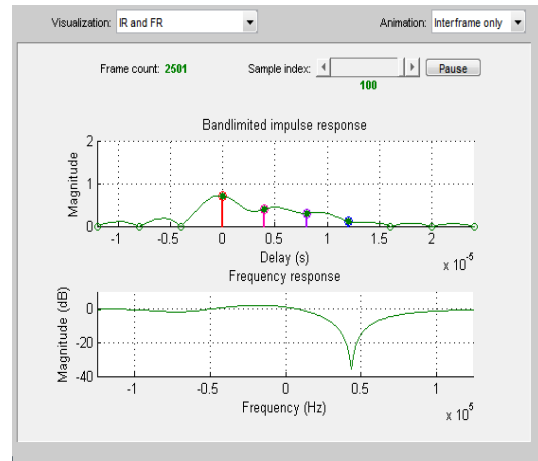 Visualization: IR and FR Animation: Interframe only
Frame count: 2501 Sample index: Pause
100
Bandlimited impulse response
2
1
0
Magnitude
-1 -0.5 0 0.5 1 1.5 2
Delay (s)
x 10^-5
Frequency response
0
-20
-40
Magnitude (dB)
-1 -0.5 0 0.5 1
Frequency (Hz)
x 10^5